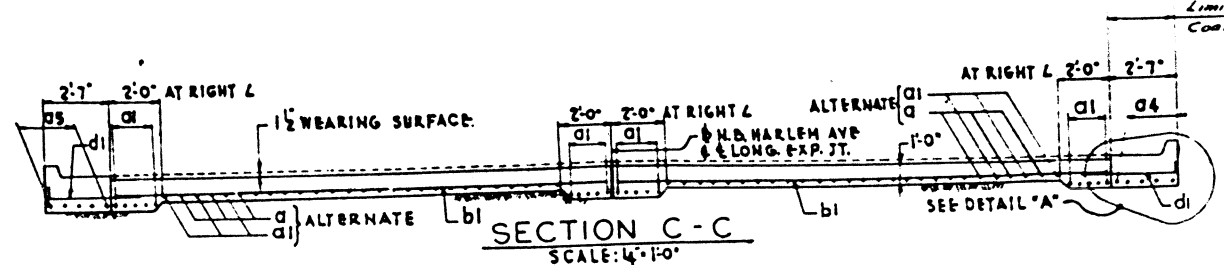 Limi
Coa
2'-7" 2'-0" AT RIGHT L
a5 a1
d1
1½ WEARING SURFACE.
2'-0" 2'-0" AT RIGHT L
a1 a1
N.B. HARLEM AVE
& ₵ LONG. EXP. JT.
AT RIGHT L 2'-0" 2'-7"
ALTERNATE { a1
a
a1 a4
1'-0"
a
a1 } ALTERNATE
b1
b1
SEE DETAIL "A"
d1
SECTION C-C
SCALE: ¼"=1'-0"